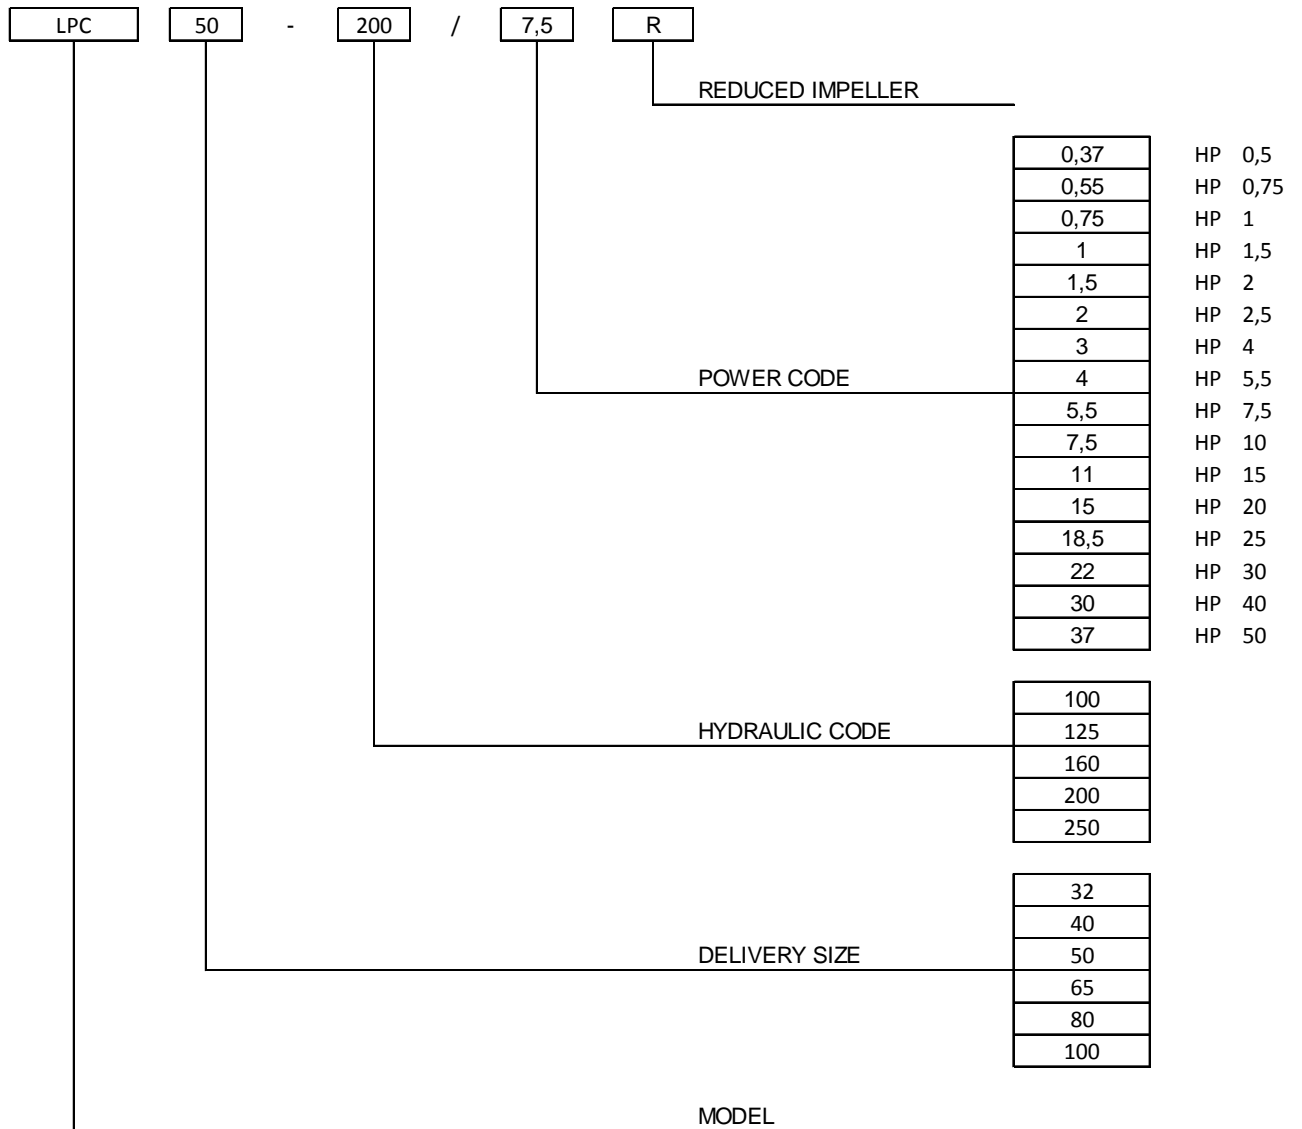 LPC 50 - 200 / 7,5 R
REDUCED IMPELLER
0,37 HP 0,5
0,55 HP 0,75
0,75 HP 1
1 HP 1,5
1,5 HP 2
2 HP 2,5
3 HP 4
POWER CODE 4 HP 5,5
5,5 HP 7,5
7,5 HP 10
11 HP 15
15 HP 20
18,5 HP 25
22 HP 30
30 HP 40
37 HP 50
100
HYDRAULIC CODE 125
160
200
250
32
40
DELIVERY SIZE 50
65
80
100
MODEL